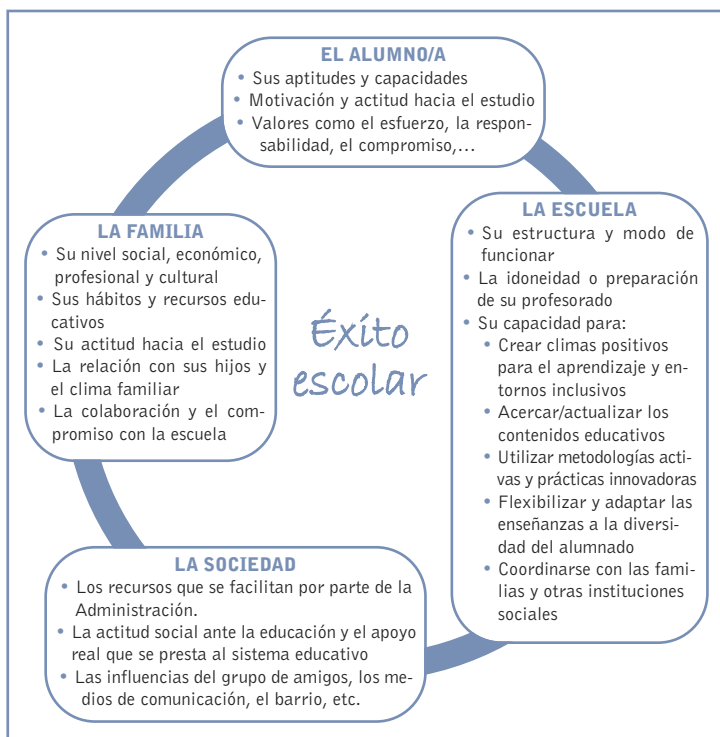 EL ALUMNO/A
• Sus aptitudes y capacidades
• Motivación y actitud hacia el estudio
• Valores como el esfuerzo, la respon-
sabilidad, el compromiso,...
LA FAMILIA
• Su nivel social, económico,
profesional y cultural
• Sus hábitos y recursos edu-
cativos
• Su actitud hacia el estudio
• La relación con sus hijos y
el clima familiar
• La colaboración y el com-
promiso con la escuela
Éxito
escolar
LA ESCUELA
• Su estructura y modo de
funcionar
• La idoneidad o preparación
de su profesorado
• Su capacidad para:
• Crear climas positivos
para el aprendizaje y en-
tornos inclusivos
• Acercar/actualizar los
contenidos educativos
• Utilizar metodologías acti-
vas y prácticas innovadoras
• Flexibilizar y adaptar las
enseñanzas a la diversi-
dad del alumnado
• Coordinarse con las fami-
lias y otras instituciones
sociales
LA SOCIEDAD
• Los recursos que se facilitan por parte de la
Administración.
• La actitud social ante la educación y el apoyo
real que se presta al sistema educativo
• Las influencias del grupo de amigos, los me-
dios de comunicación, el barrio, etc.